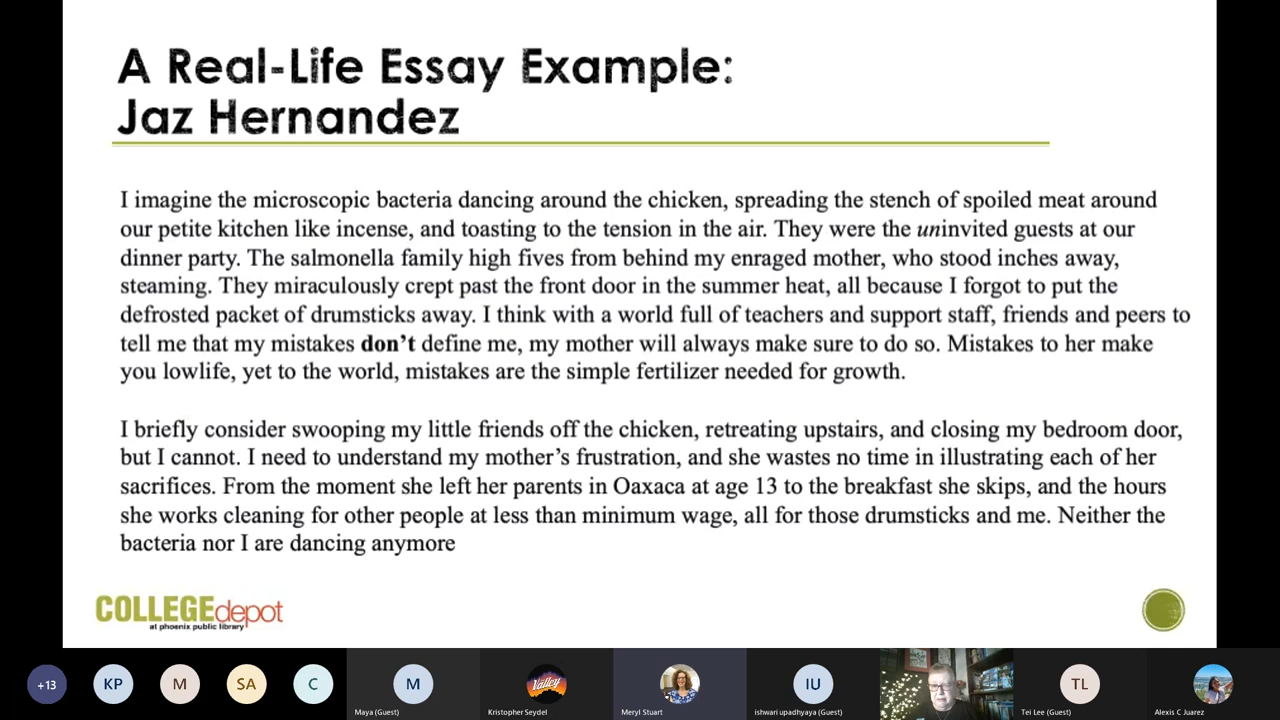 A Real-Life Essay Example:
Jaz Hernandez
I imagine the microscopic bacteria dancing around the chicken, spreading the stench of spoiled meat around
our petite kitchen like incense, and toasting to the tension in the air. They were the uninvited guests at our
dinner party. The salmonella family high fives from behind my enraged mother, who stood inches away,
steaming. They miraculously crept past the front door in the summer heat, all because I forgot to put the
defrosted packet of drumsticks away. I think with a world full of teachers and support staff, friends and peers to
tell me that my mistakes don't define me, my mother will always make sure to do so. Mistakes to her make
you lowlife, yet to the world, mistakes are the simple fertilizer needed for growth.
I briefly consider swooping my little friends off the chicken, retreating upstairs, and closing my bedroom door,
but I cannot. I need to understand my mother's frustration, and she wastes no time in illustrating each of her
sacrifices. From the moment she left her parents in Oaxaca at age 13 to the breakfast she skips, and the hours
she works cleaning for other people at less than minimum wage, all for those drumsticks and me. Neither the
bacteria nor I are dancing anymore
COLLEGEdepot
at phoenix public library
+13 KP M SA C M Valley IU TL
Maya (Guest) Kristopher Seydel Meryl Stuart ishwari upadhyaya (Guest) Tei Lee (Guest) Alexis C Juarez